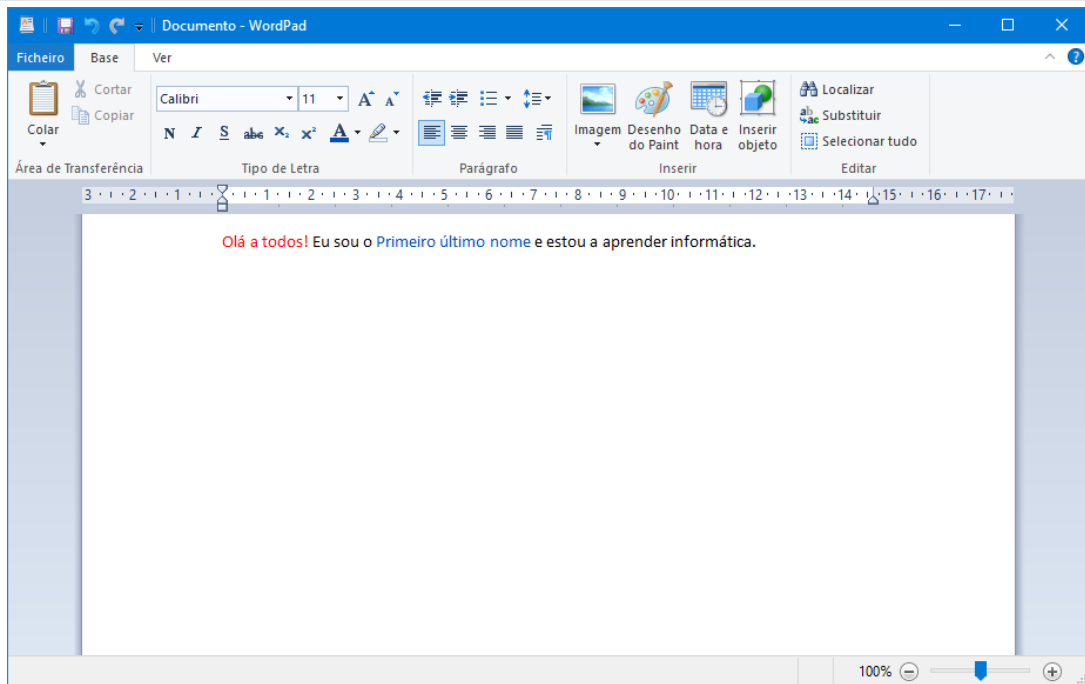 Documento - WordPad
Ficheiro Base Ver
Colar
Cortar
Copiar
Área de Transferência
Calibri 11
N I S abc X₂ x² A
Tipo de Letra
Parágrafo
Imagem
Desenho do Paint
Data e hora
Inserir objeto
Inserir
Localizar
Substituir
Selecionar tudo
Editar
3 2 1 1 2 3 4 5 6 7 8 9 10 11 12 13 14 15 16 17
Olá a todos! Eu sou o Primeiro último nome e estou a aprender informática.
100%